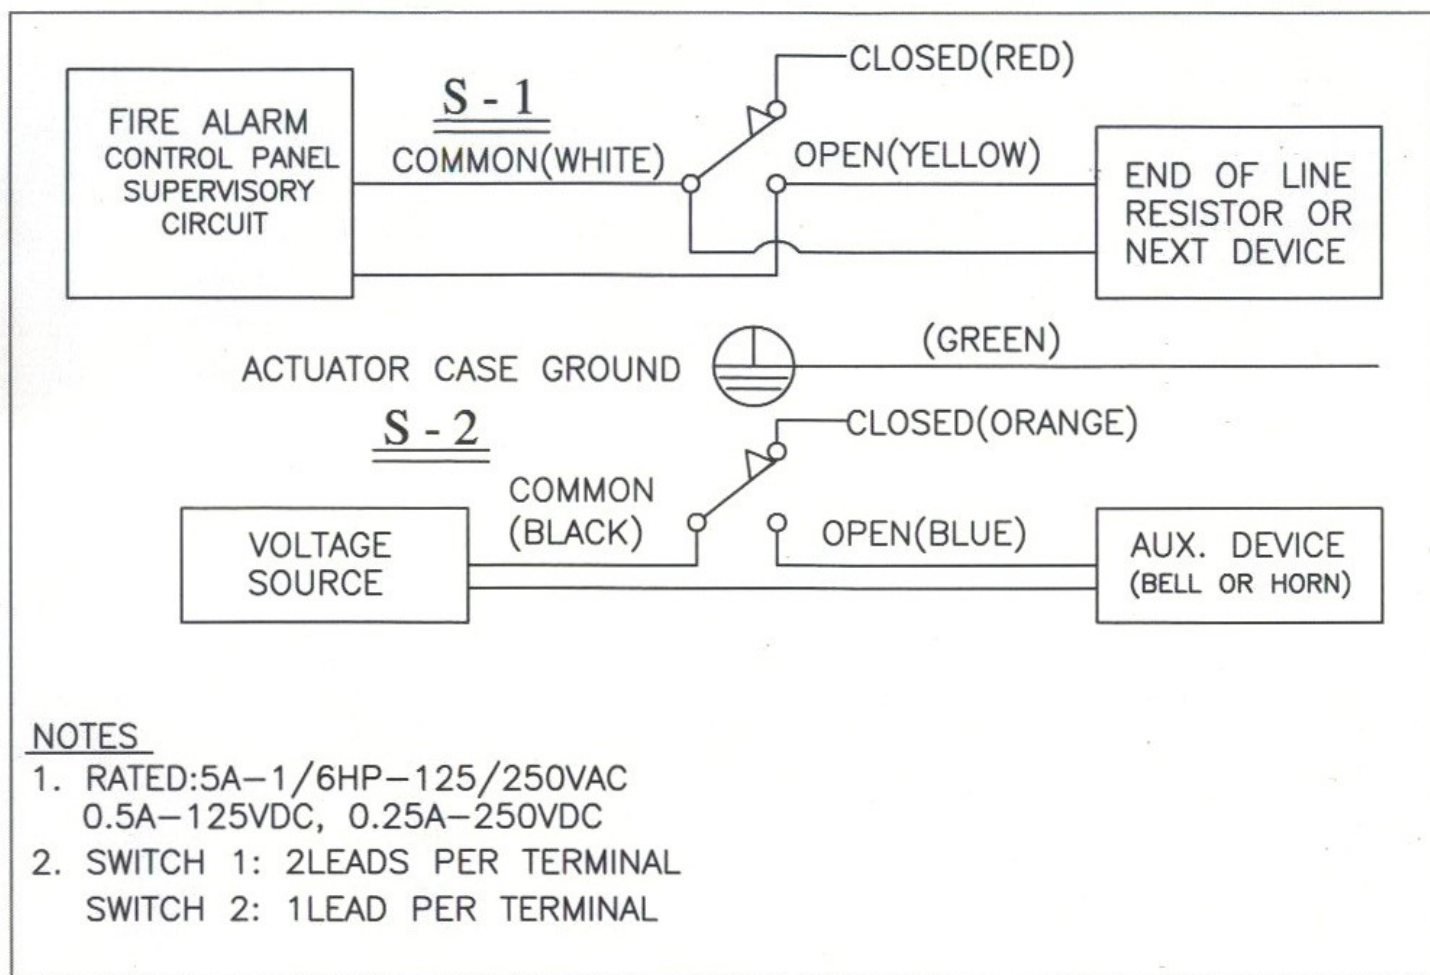 CLOSED(RED)
S - 1
FIRE ALARM
CONTROL PANEL
SUPERVISORY
CIRCUIT
COMMON(WHITE)
OPEN(YELLOW)
END OF LINE
RESISTOR OR
NEXT DEVICE
(GREEN)
ACTUATOR CASE GROUND
S - 2
CLOSED(ORANGE)
COMMON
(BLACK)
OPEN(BLUE)
VOLTAGE
SOURCE
AUX. DEVICE
(BELL OR HORN)
NOTES
1. RATED:5A-1/6HP-125/250VAC
0.5A-125VDC, 0.25A-250VDC
2. SWITCH 1: 2LEADS PER TERMINAL
SWITCH 2: 1LEAD PER TERMINAL